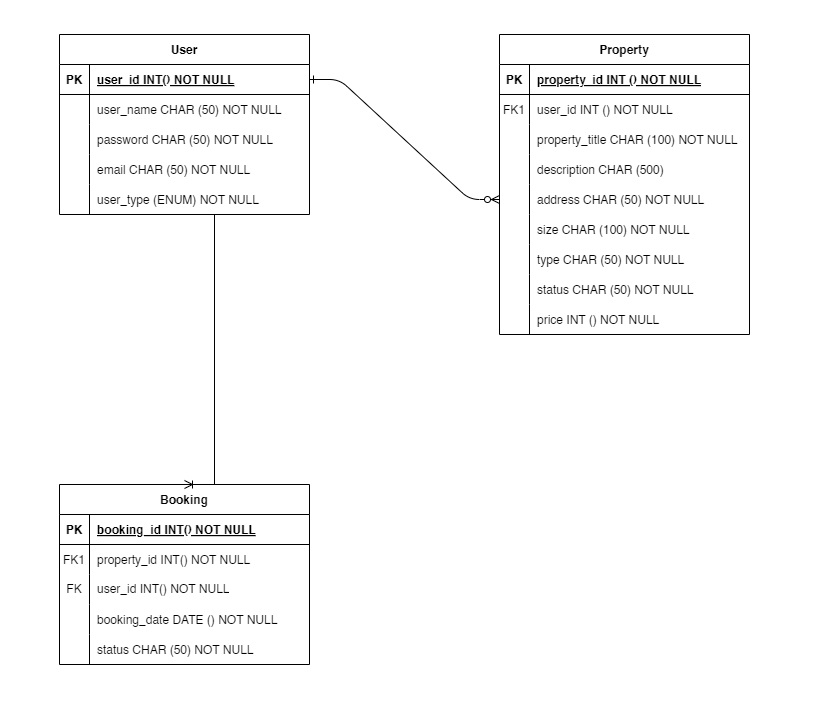 User
PK user_id INT() NOT NULL
user_name CHAR (50) NOT NULL
password CHAR (50) NOT NULL
email CHAR (50) NOT NULL
user_type (ENUM) NOT NULL
Property
PK property_id INT () NOT NULL
FK1 user_id INT () NOT NULL
property_title CHAR (100) NOT NULL
description CHAR (500)
address CHAR (50) NOT NULL
size CHAR (100) NOT NULL
type CHAR (50) NOT NULL
status CHAR (50) NOT NULL
price INT () NOT NULL
Booking
PK booking_id INT() NOT NULL
FK1 property_id INT() NOT NULL
FK user_id INT() NOT NULL
booking_date DATE () NOT NULL
status CHAR (50) NOT NULL